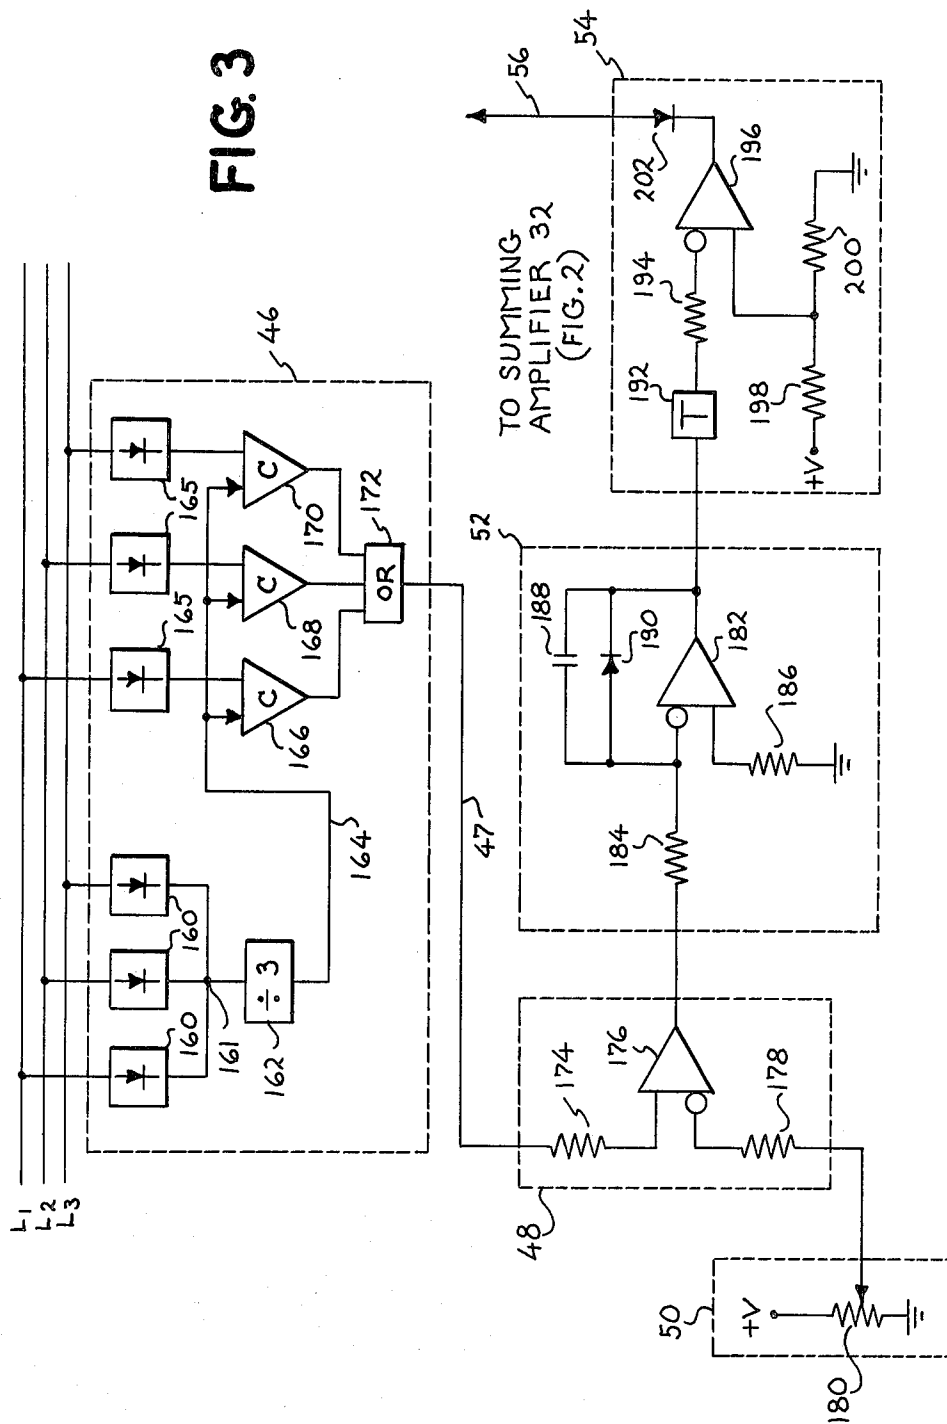 FIG. 3
L1
L2
L3
160
160
160
161
÷ 3
162
164
165
165
C
166
C
168
C
170
OR
172
46
47
48
174
176
178
50
+V
180
52
184
188
190
182
186
54
192
T
194
196
198
+V
200
202
56
TO SUMMING
AMPLIFIER 32
(FIG.2)